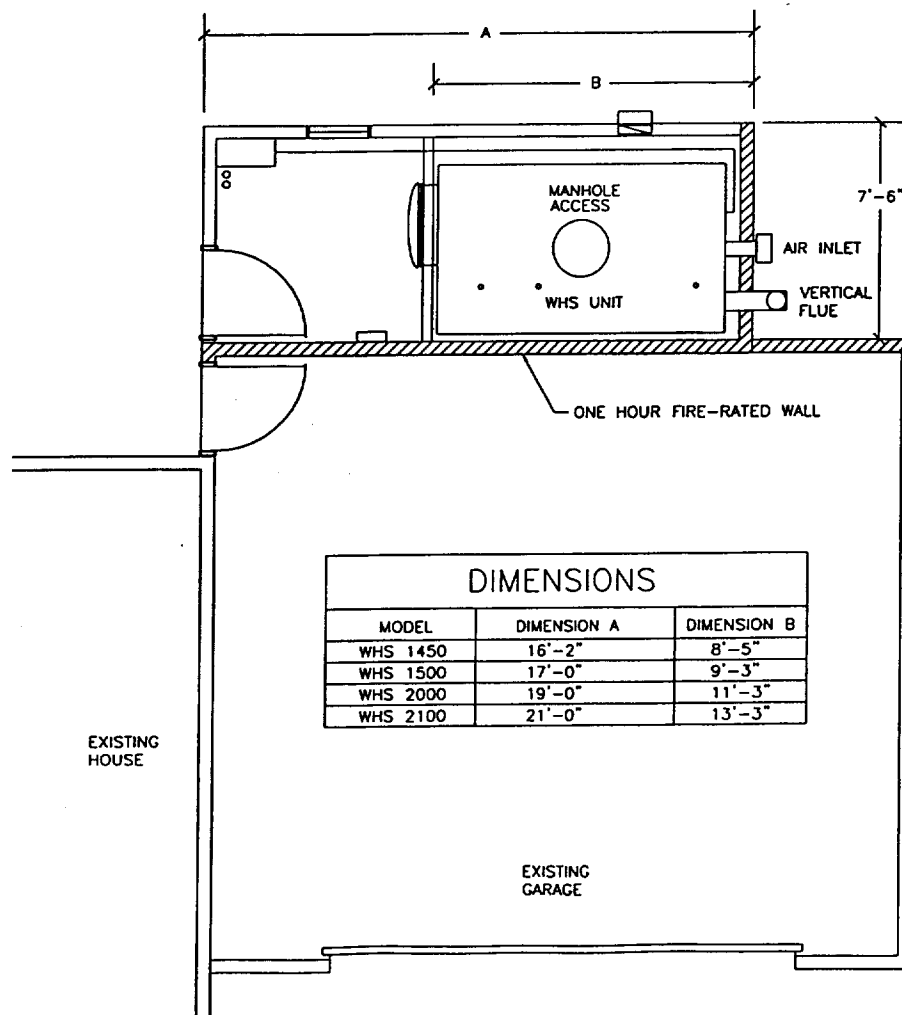 A
B
7'-6"
MANHOLE
ACCESS
AIR INLET
WHS UNIT
VERTICAL
FLUE
ONE HOUR FIRE-RATED WALL
DIMENSIONS
MODEL DIMENSION A DIMENSION B
WHS 1450 16'-2" 8'-5"
WHS 1500 17'-0" 9'-3"
WHS 2000 19'-0" 11'-3"
WHS 2100 21'-0" 13'-3"
EXISTING
HOUSE
EXISTING
GARAGE